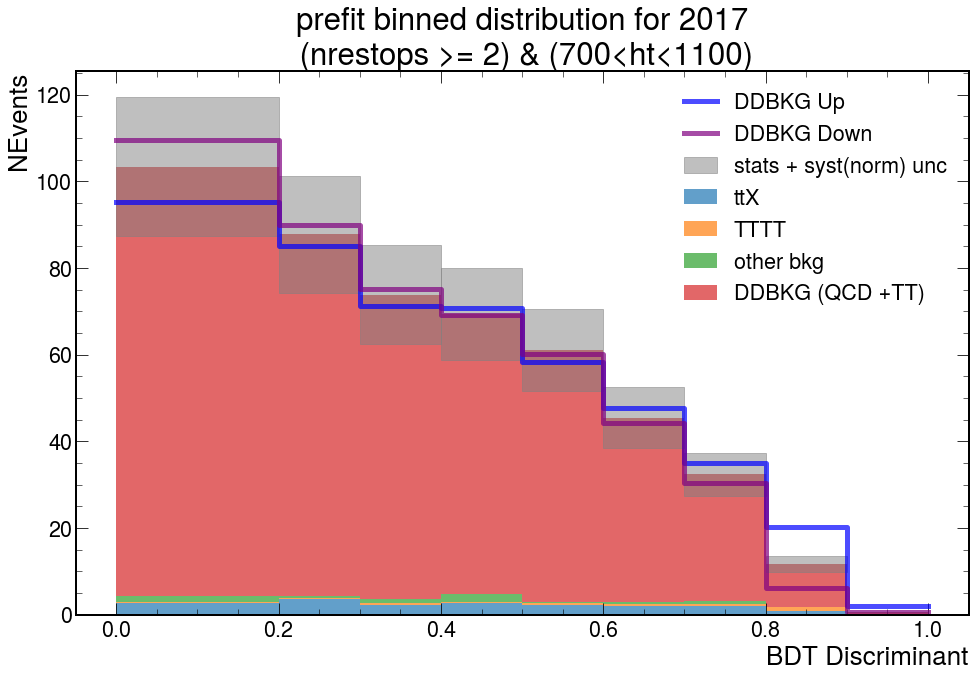 prefit binned distribution for 2017
(nrestops >= 2) & (700<ht<1100)
NEvents
120
100
80
60
40
20
0
DDBKG Up
DDBKG Down
stats + syst(norm) unc
ttX
TTTT
other bkg
DDBKG (QCD +TT)
0.0 0.2 0.4 0.6 0.8 1.0
BDT Discriminant